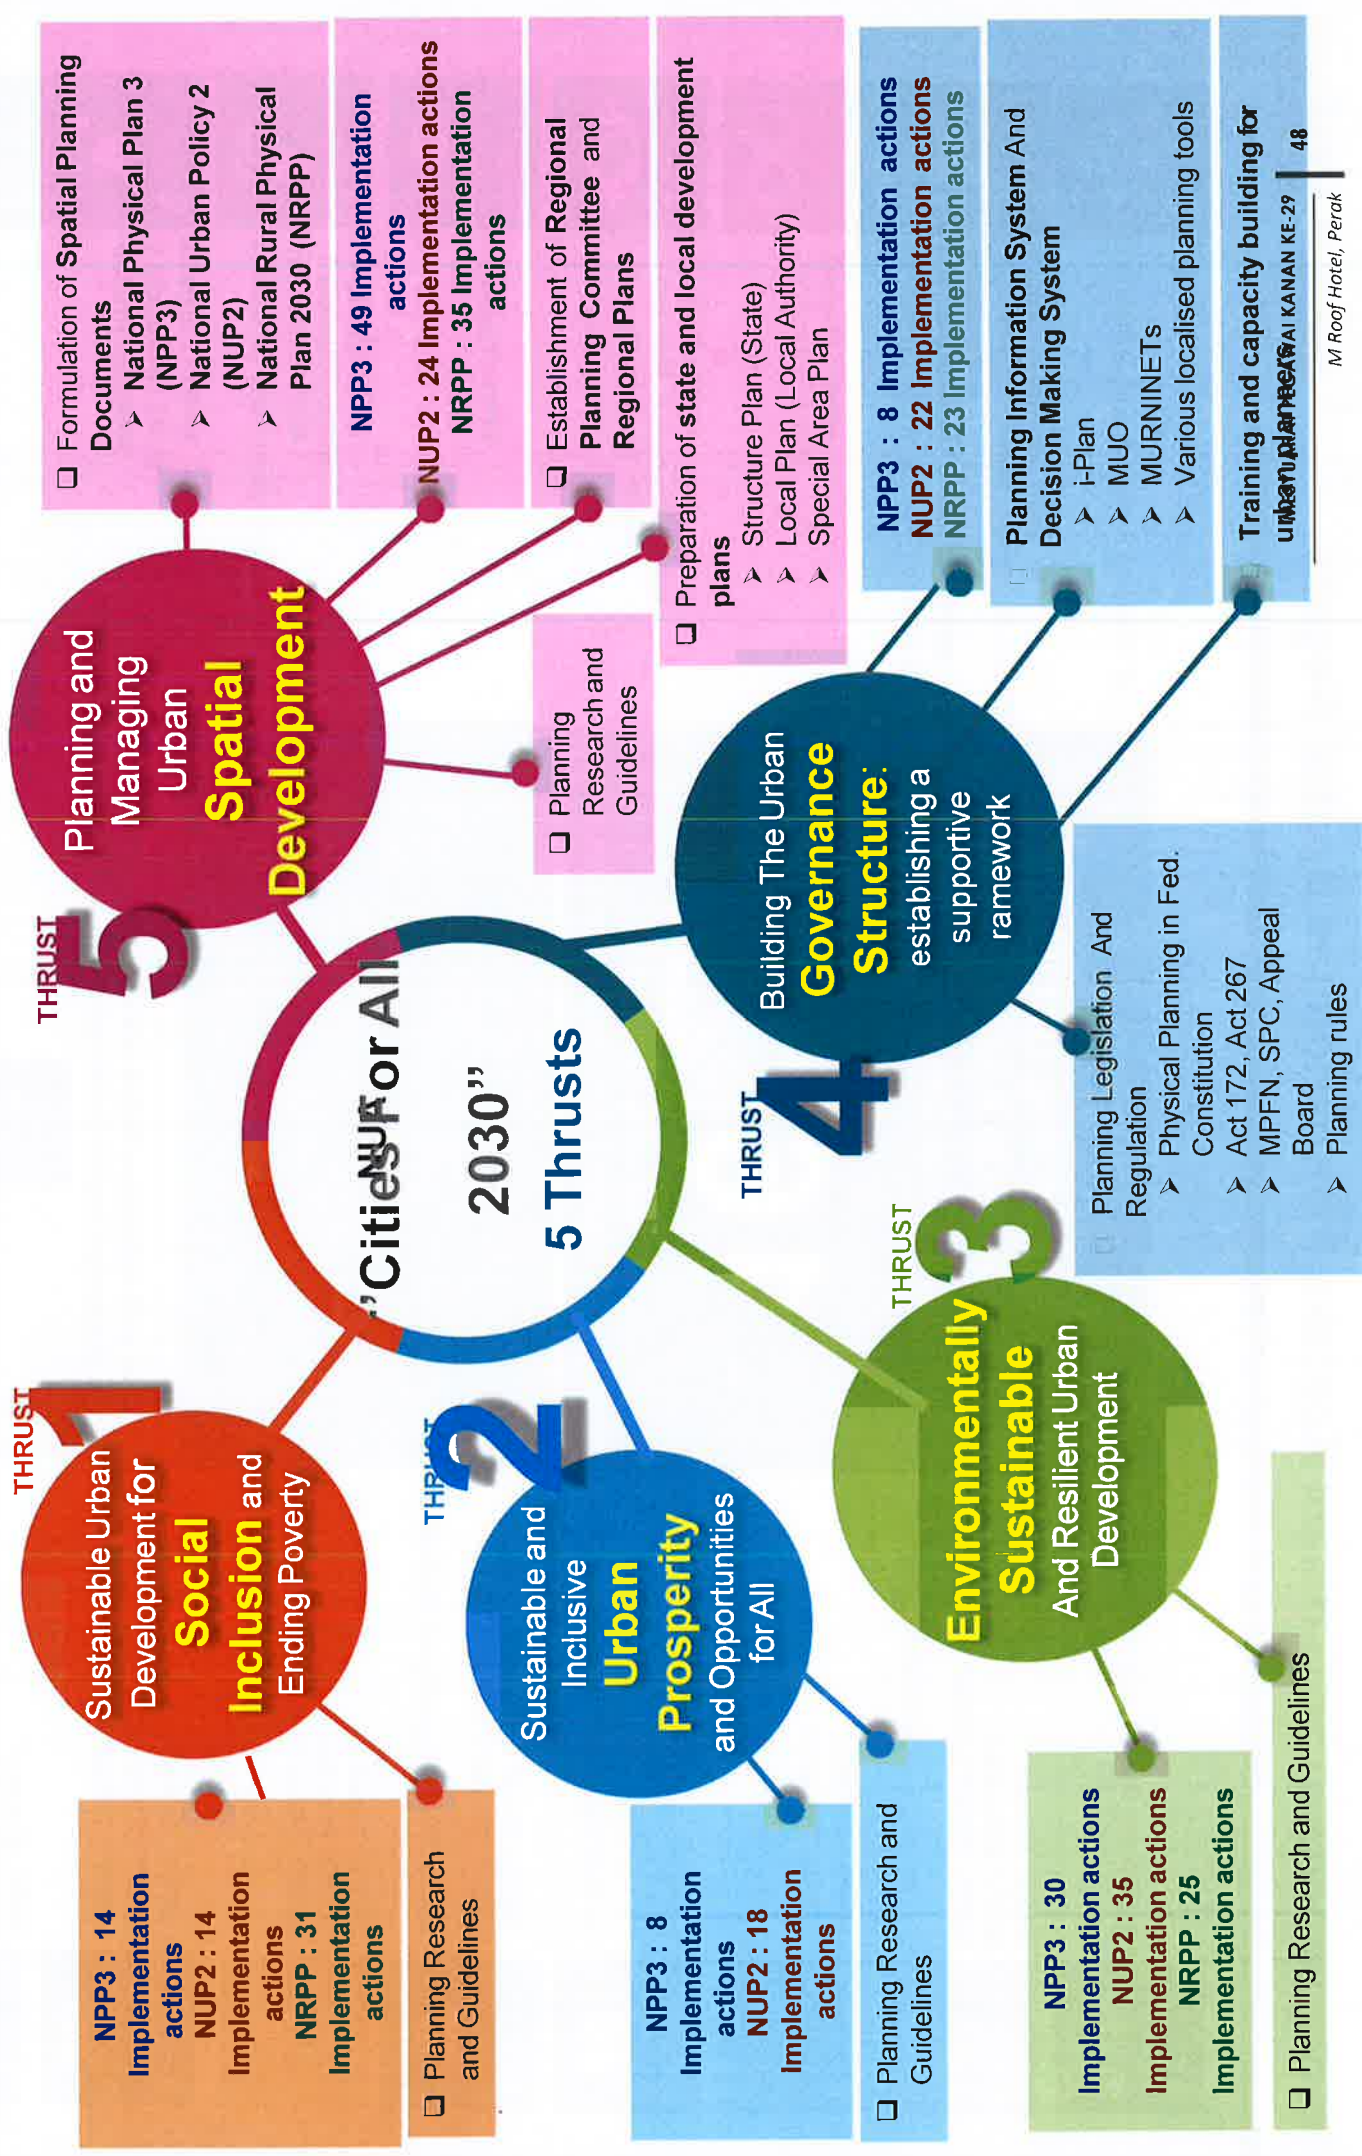 "Cities For All
NUA
2030"
5 Thrusts
THRUST
1
Sustainable Urban
Development for
Social
Inclusion and
Ending Poverty
NPP3 : 14
Implementation
actions
NUP2 : 14
Implementation
actions
NRPP : 31
Implementation
actions
❑ Planning Research
and Guidelines
THRUST
2
Sustainable and
Inclusive
Urban
Prosperity
and Opportunities
for All
NPP3 : 8
Implementation
actions
NUP2 : 18
Implementation
actions
❑ Planning Research and
Guidelines
THRUST
3
Environmentally
Sustainable
And Resilient Urban
Development
NPP3 : 30
Implementation actions
NUP2 : 35
Implementation actions
NRPP : 25
Implementation actions
❑ Planning Research and Guidelines
THRUST
4
Building The Urban
Governance
Structure:
establishing a
supportive
ramework
❑ Planning Legislation And
Regulation
➢ Physical Planning in Fed.
Constitution
➢ Act 172, Act 267
➢ MPFN, SPC, Appeal
Board
➢ Planning rules
NPP3 : 8 Implementation actions
NUP2 : 22 Implementation actions
NRPP : 23 Implementation actions
❑ Planning Information System And
Decision Making System
➢ i-Plan
➢ MUO
➢ MURNINETs
➢ Various localised planning tools
Training and capacity building for
urban planners
THRUST
5
Planning and
Managing
Urban
Spatial
Development
❑ Formulation of Spatial Planning
Documents
➢ National Physical Plan 3
(NPP3)
➢ National Urban Policy 2
(NUP2)
➢ National Rural Physical
Plan 2030 (NRPP)
NPP3 : 49 Implementation
actions
NUP2 : 24 Implementation actions
NRPP : 35 Implementation
actions
❑ Establishment of Regional
Planning Committee and
Regional Plans
❑ Preparation of state and local development
plans
➢ Structure Plan (State)
➢ Local Plan (Local Authority)
➢ Special Area Plan
❑ Planning
Research and
Guidelines
KANAN KE-29
48
M Roof Hotel, Perak